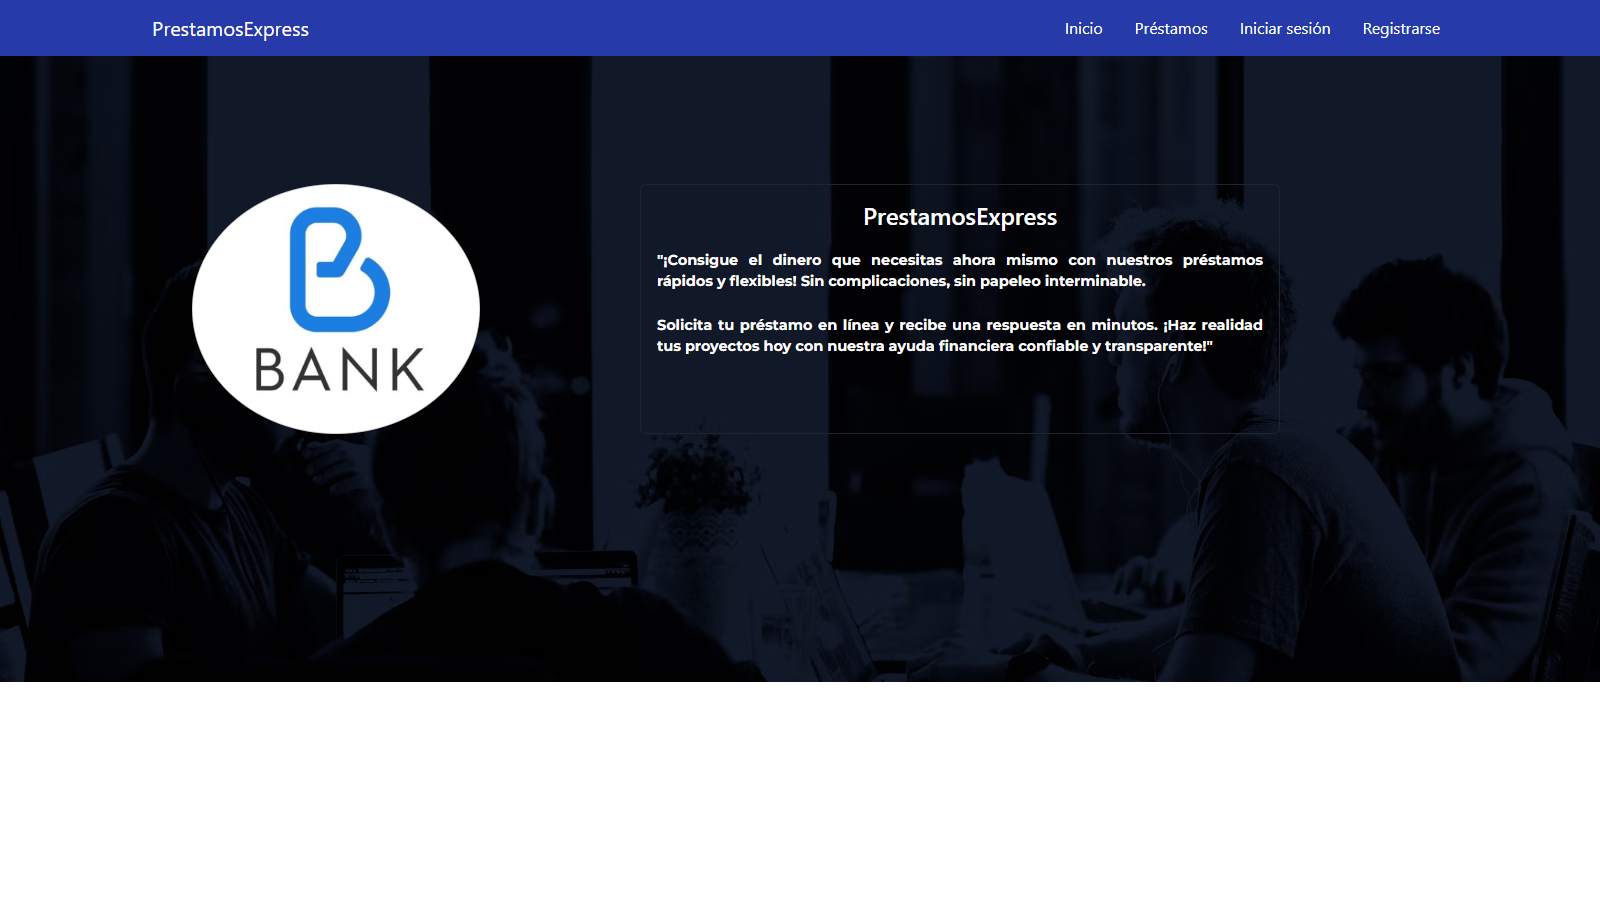 PrestamosExpress
Inicio
Préstamos
Iniciar sesión
Registrarse
BANK
PrestamosExpress
"¡Consigue el dinero que necesitas ahora mismo con nuestros préstamos
rápidos y flexibles! Sin complicaciones, sin papeleo interminable.
Solicita tu préstamo en línea y recibe una respuesta en minutos. ¡Haz realidad
tus proyectos hoy con nuestra ayuda financiera confiable y transparente!"